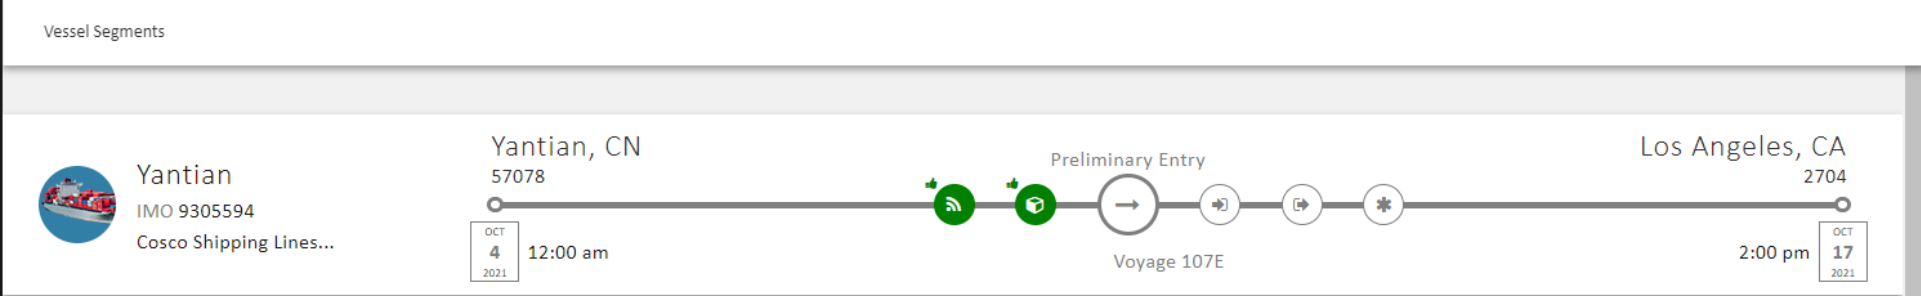 Vessel Segments
Yantian
IMO 9305594
Cosco Shipping Lines...
Yantian, CN
57078
OCT
4
2021
12:00 am
Preliminary Entry
Voyage 107E
Los Angeles, CA
2704
2:00 pm
OCT
17
2021